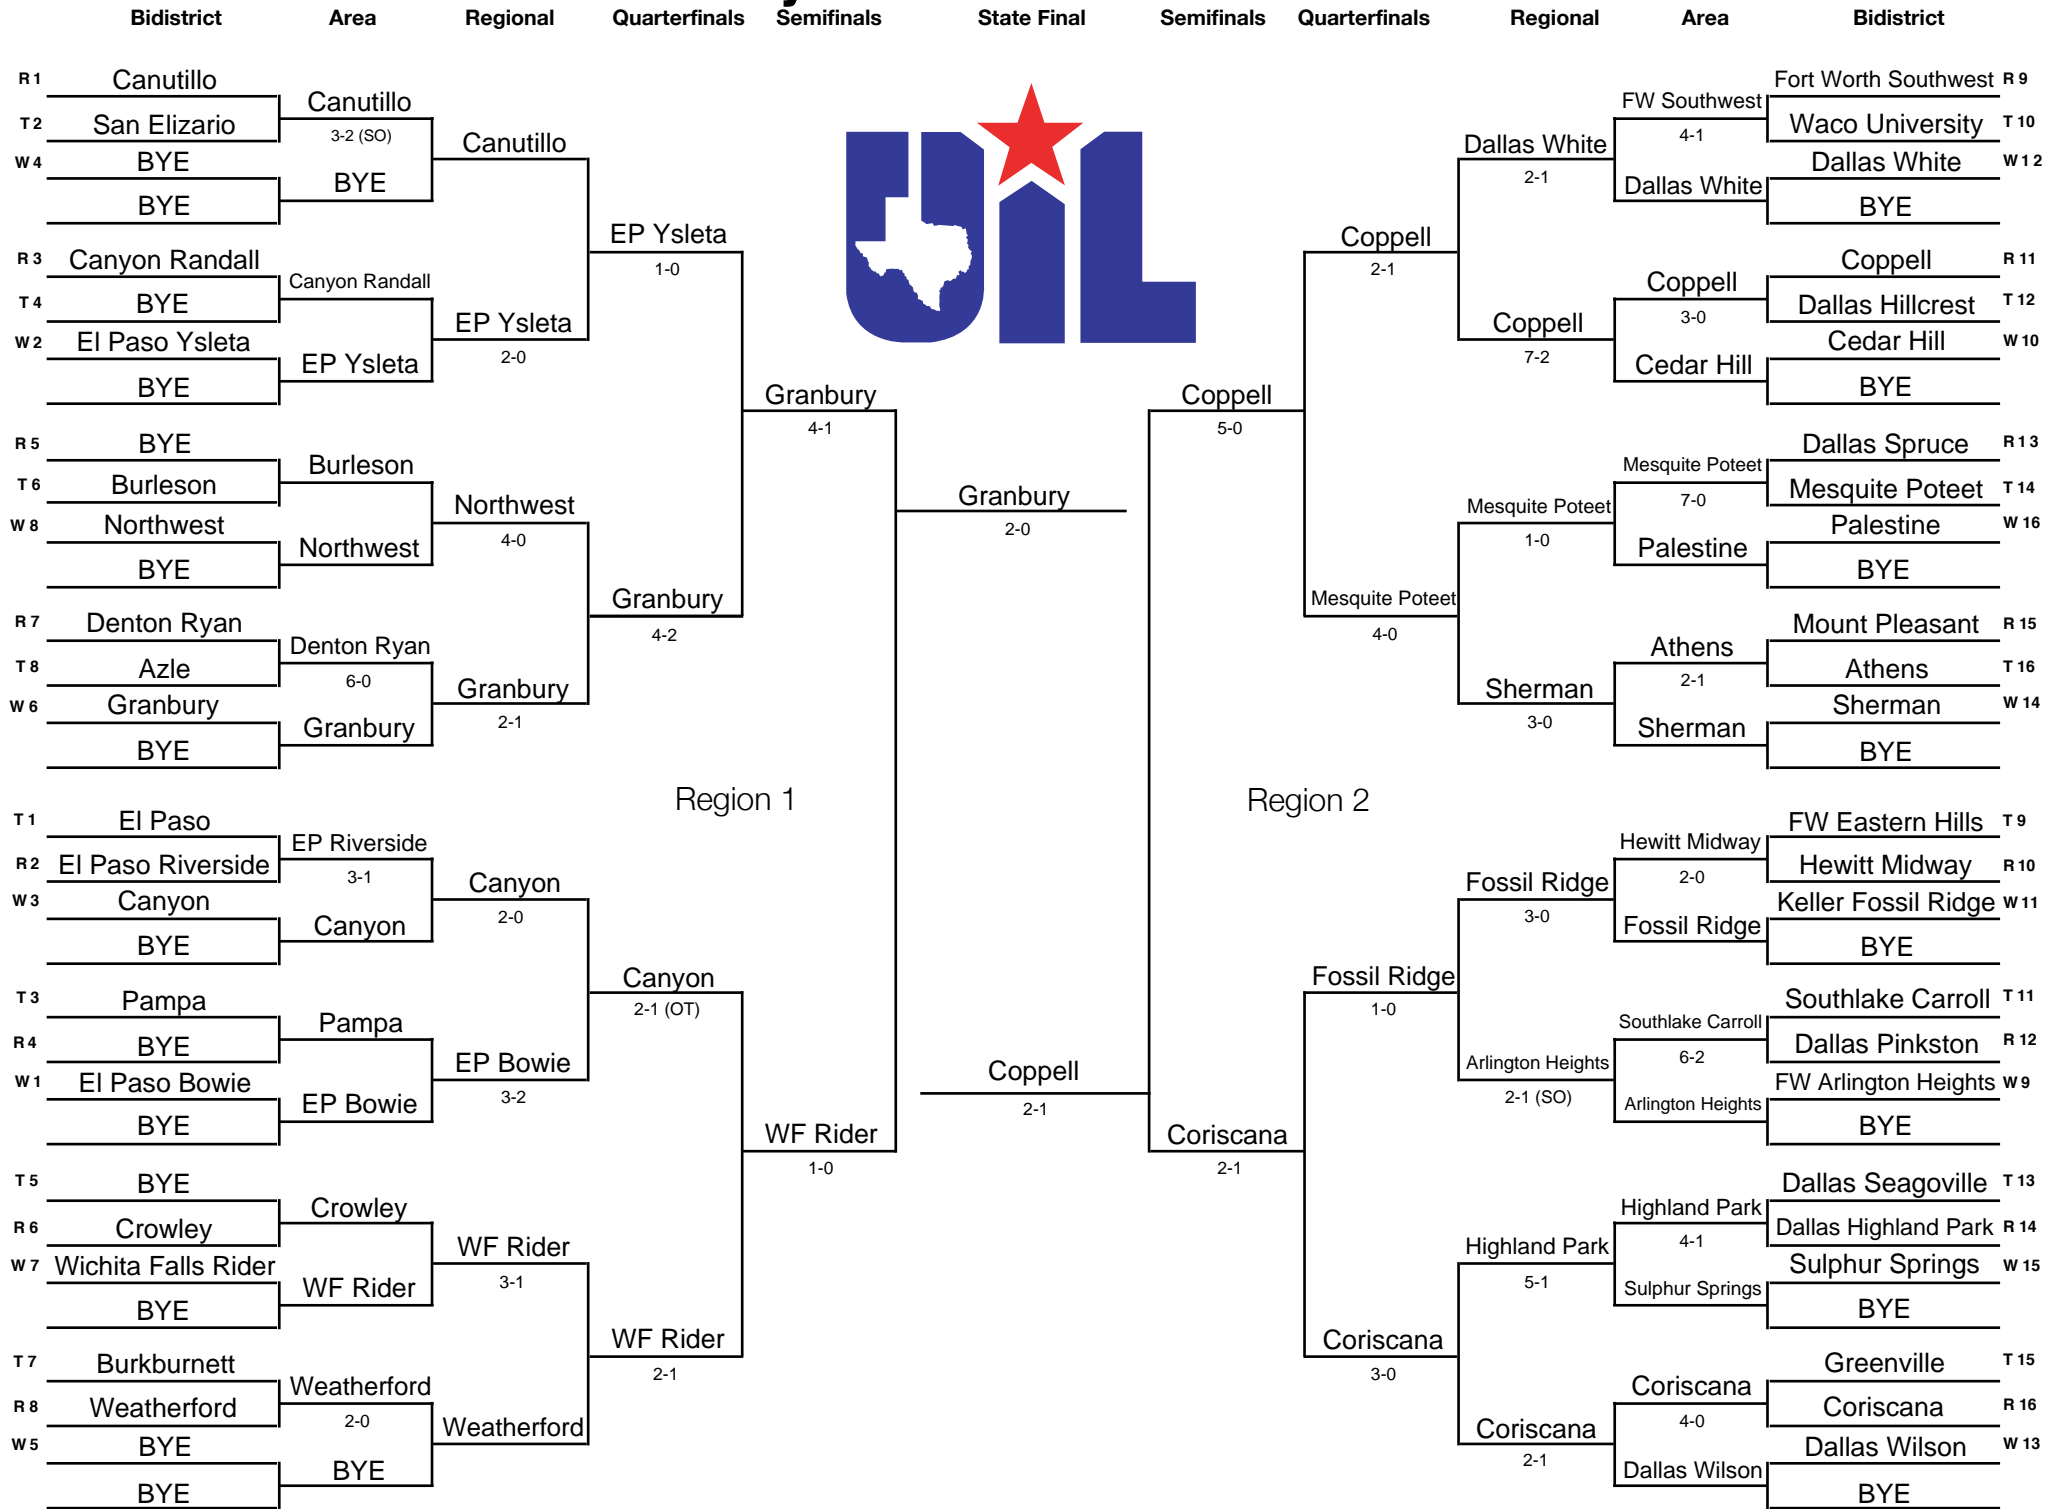 Bidistrict Area Regional Quarterfinals Semifinals State Final Semifinals Quarterfinals Regional Area Bidistrict
R 1 Canutillo
Canutillo
T 2 San Elizario
3-2 (SO)
Canutillo
W 4 BYE
BYE
BYE
EP Ysleta
1-0
R 3 Canyon Randall
Canyon Randall
T 4 BYE
EP Ysleta
2-0
W 2 El Paso Ysleta
EP Ysleta
BYE
Granbury
4-1
R 5 BYE
Burleson
T 6 Burleson
Northwest
4-0
W 8 Northwest
Northwest
BYE
Granbury
4-2
R 7 Denton Ryan
Denton Ryan
T 8 Azle
6-0
Granbury
2-1
W 6 Granbury
Granbury
BYE
Region 1
T 1 El Paso
EP Riverside
R 2 El Paso Riverside
3-1
Canyon
2-0
W 3 Canyon
Canyon
BYE
Canyon
2-1 (OT)
T 3 Pampa
Pampa
R 4 BYE
EP Bowie
3-2
W 1 El Paso Bowie
EP Bowie
BYE
WF Rider
1-0
T 5 BYE
Crowley
R 6 Crowley
WF Rider
3-1
W 7 Wichita Falls Rider
WF Rider
BYE
WF Rider
2-1
T 7 Burkburnett
Weatherford
R 8 Weatherford
2-0
Weatherford
W 5 BYE
BYE
BYE
UIL
Granbury
2-0
Coppell
2-1
Fort Worth Southwest R 9
FW Southwest
Waco University T 10
4-1
Dallas White
2-1
Dallas White W 1 2
Dallas White
BYE
Coppell
2-1
Coppell R 11
Coppell
Dallas Hillcrest T 12
3-0
Coppell
7-2
Cedar Hill W 10
Cedar Hill
BYE
Coppell
5-0
Dallas Spruce R 1 3
Mesquite Poteet
Mesquite Poteet T 14
7-0
Mesquite Poteet
1-0
Palestine W 16
Palestine
BYE
Mesquite Poteet
4-0
Mount Pleasant R 15
Athens
Athens T 16
2-1
Sherman
3-0
Sherman W 14
Sherman
BYE
Region 2
FW Eastern Hills T 9
Hewitt Midway
Hewitt Midway R 10
2-0
Fossil Ridge
3-0
Keller Fossil Ridge W 11
Fossil Ridge
BYE
Fossil Ridge
1-0
Southlake Carroll T 11
Southlake Carroll
Dallas Pinkston R 12
6-2
Arlington Heights
2-1 (SO)
FW Arlington Heights W 9
Arlington Heights
BYE
Coriscana
2-1
Dallas Seagoville T 13
Highland Park
Dallas Highland Park R 14
4-1
Highland Park
5-1
Sulphur Springs W 15
Sulphur Springs
BYE
Coriscana
3-0
Greenville T 15
Coriscana
Coriscana R 16
4-0
Coriscana
2-1
Dallas Wilson W 13
Dallas Wilson
BYE